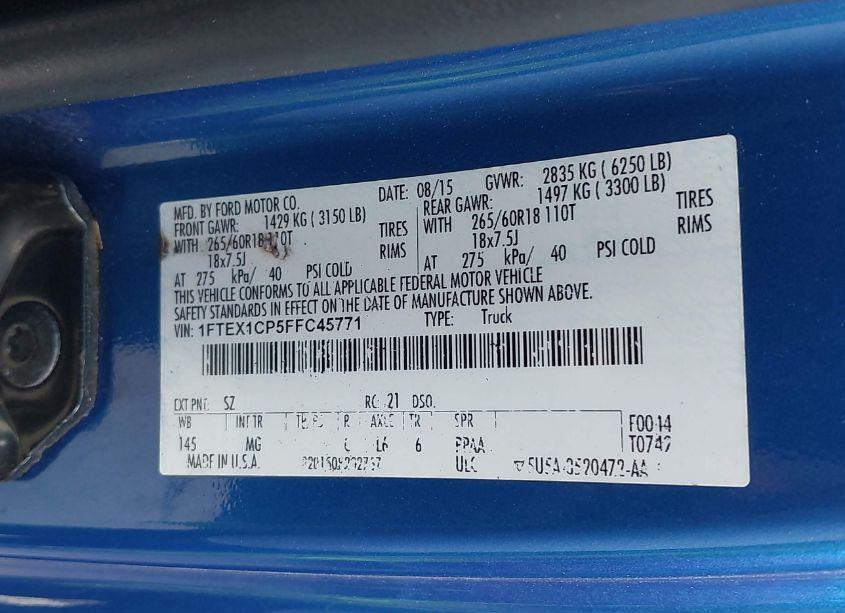 MFD. BY FORD MOTOR CO. DATE: 08/15 GVWR: 2835 KG ( 6250 LB)
FRONT GAWR: 1429 KG ( 3150 LB) REAR GAWR: 1497 KG ( 3300 LB)
WITH 265/60R18 110T TIRES WITH 265/60R18 110T TIRES
18x7.5J RIMS 18x7.5J RIMS
AT 275 kPa/ 40 PSI COLD AT 275 kPa/ 40 PSI COLD
THIS VEHICLE CONFORMS TO ALL APPLICABLE FEDERAL MOTOR VEHICLE
SAFETY STANDARDS IN EFFECT ON THE DATE OF MANUFACTURE SHOWN ABOVE.
VIN: 1FTEX1CP5FFC45771 TYPE: Truck
EXT PNT: SZ RC: 21 DSO:
WB INT TR R AXLE TR SPR
145 MG L6 6 PPAA
F0014
MADE IN U.S.A. ULC